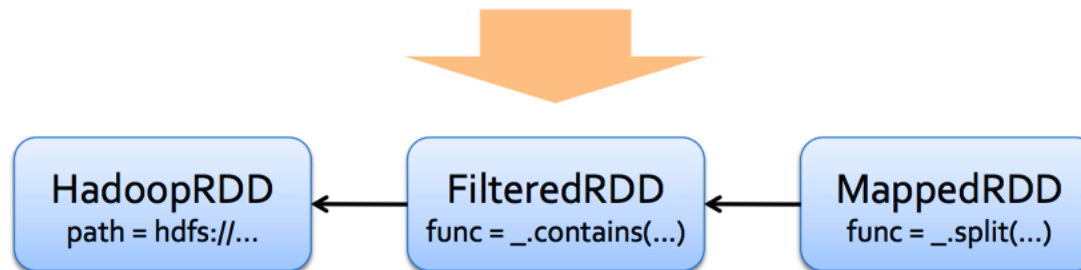 HadoopRDD
path = hdfs://...
FilteredRDD
func = _.contains(...)
MappedRDD
func = _.split(...)